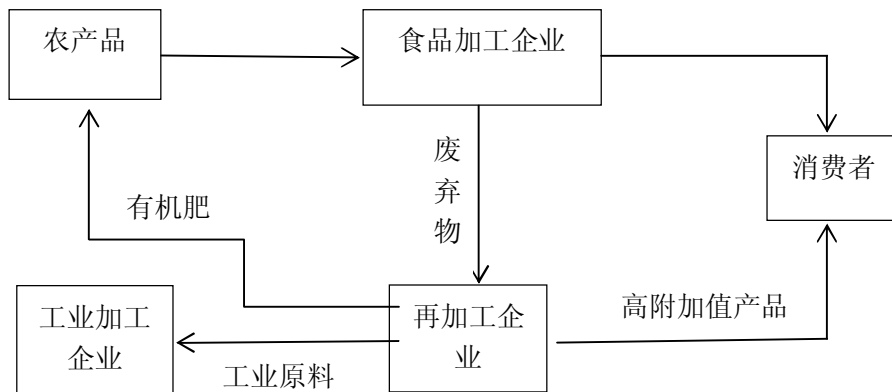 农产品
食品加工企业
废弃物
消费者
有机肥
高附加值产品
工业加工
企业
再加工企
业
工业原料